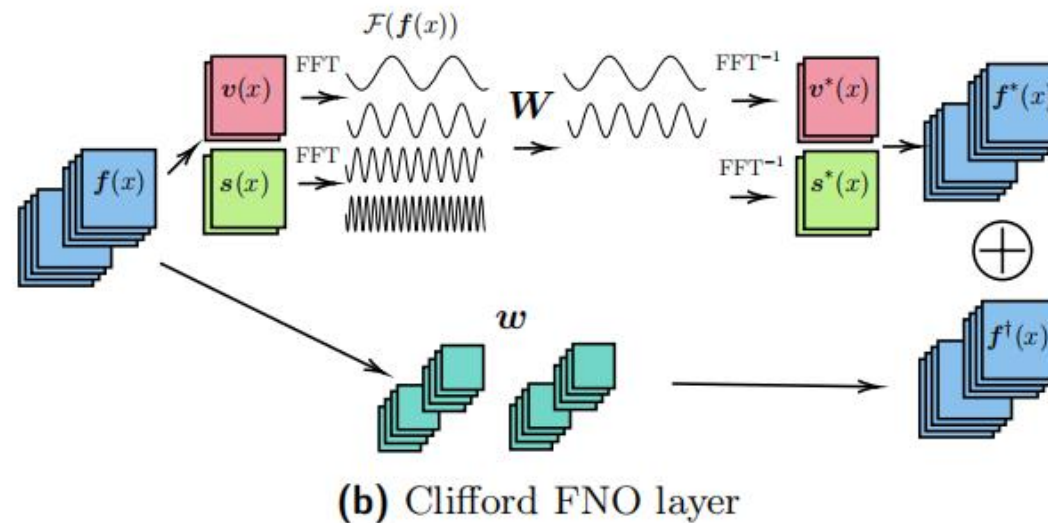 𝓕(𝒇(x))
FFT
FFT⁻¹
𝒗(x)
𝑾
𝒗*(x)
𝒇*(x)
𝒇(x)
FFT
FFT⁻¹
𝒔(x)
𝒔*(x)
𝒘
𝒇†(x)
(b) Clifford FNO layer